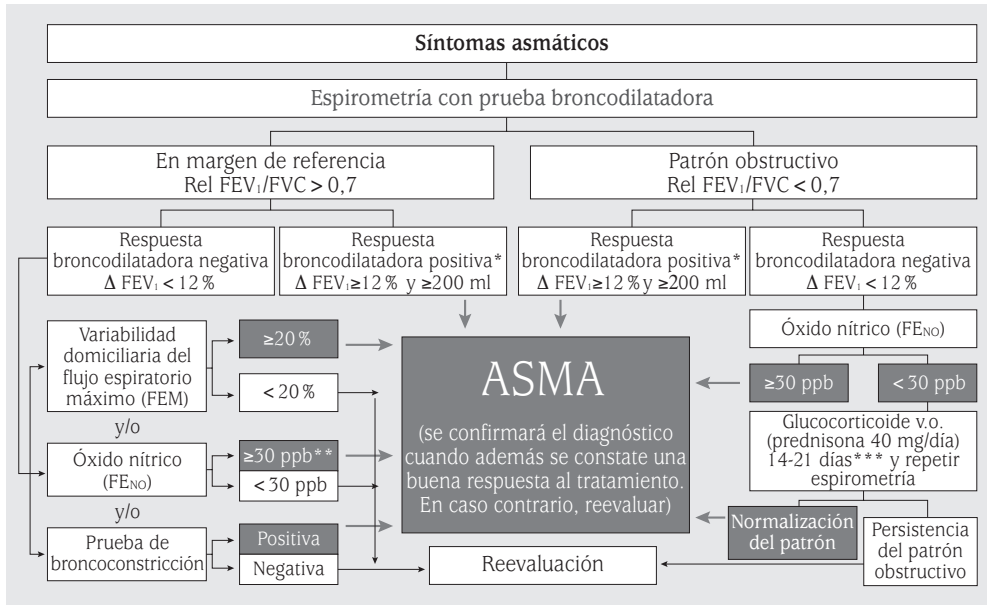 Síntomas asmáticos
Espirometría con prueba broncodilatadora
En margen de referencia
Rel FEV₁/FVC > 0,7
Patrón obstructivo
Rel FEV₁/FVC < 0,7
Respuesta
broncodilatadora negativa
Δ FEV₁ < 12 %
Respuesta
broncodilatadora positiva*
Δ FEV₁≥12 % y ≥200 ml
Respuesta
broncodilatadora positiva*
Δ FEV₁≥12 % y ≥200 ml
Respuesta
broncodilatadora negativa
Δ FEV₁ < 12 %
Variabilidad
domiciliaria del
flujo espiratorio
máximo (FEM)
≥20 %
< 20 %
y/o
Óxido nítrico
(FENO)
≥30 ppb**
< 30 ppb
y/o
Prueba de
broncoconstricción
Positiva
Negativa
ASMA
(se confirmará el diagnóstico
cuando además se constate una
buena respuesta al tratamiento.
En caso contrario, reevaluar)
Reevaluación
Óxido nítrico (FENO)
≥30 ppb
< 30 ppb
Glucocorticoide v.o.
(prednisona 40 mg/día)
14-21 días*** y repetir
espirometría
Normalización
del patrón
Persistencia
del patrón
obstructivo